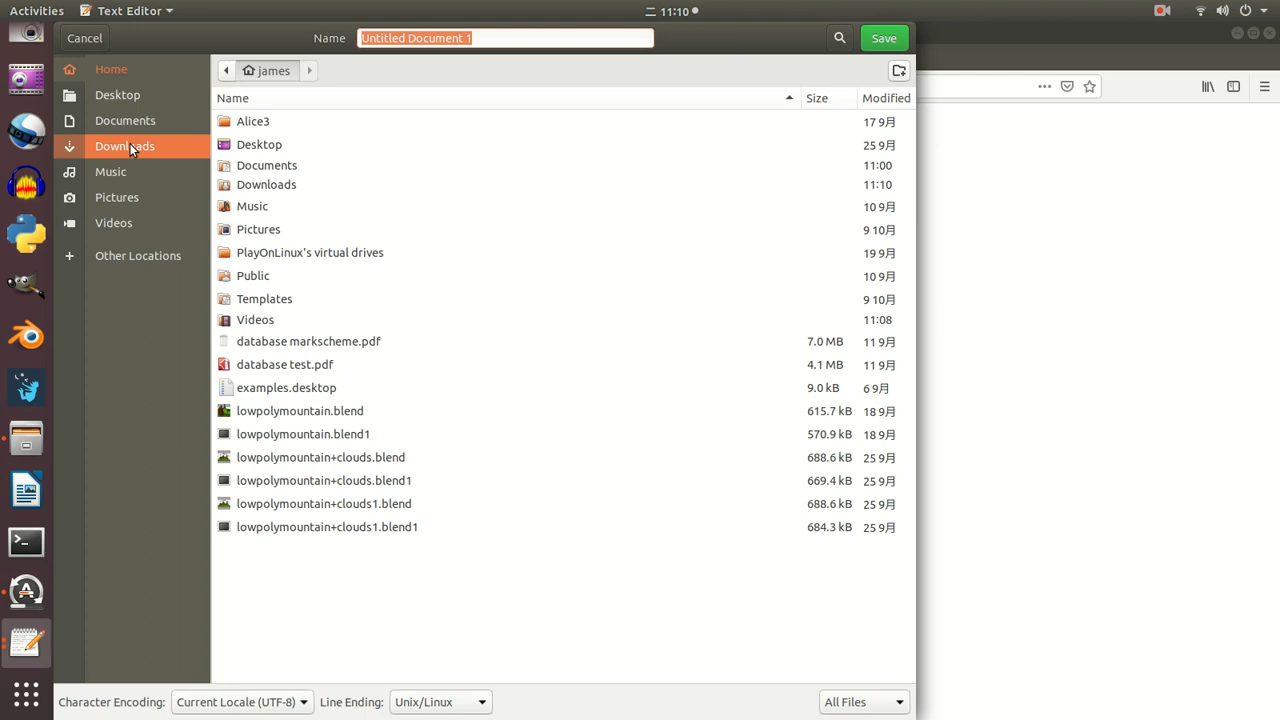 Activities Text Editor 二 11:10
Cancel Name Untitled Document 1 Save
Home james
Desktop
Documents
Downloads
Music
Pictures
Videos
Other Locations
Name Size Modified
Alice3 17 9月
Desktop 25 9月
Documents 11:00
Downloads 11:10
Music 10 9月
Pictures 9 10月
PlayOnLinux's virtual drives 19 9月
Public 10 9月
Templates 9 10月
Videos 11:08
database markscheme.pdf 7.0 MB 11 9月
database test.pdf 4.1 MB 11 9月
examples.desktop 9.0 kB 6 9月
lowpolymountain.blend 615.7 kB 18 9月
lowpolymountain.blend1 570.9 kB 18 9月
lowpolymountain+clouds.blend 688.6 kB 25 9月
lowpolymountain+clouds.blend1 669.4 kB 25 9月
lowpolymountain+clouds1.blend 688.6 kB 25 9月
lowpolymountain+clouds1.blend1 684.3 kB 25 9月
Character Encoding: Current Locale (UTF-8) Line Ending: Unix/Linux All Files